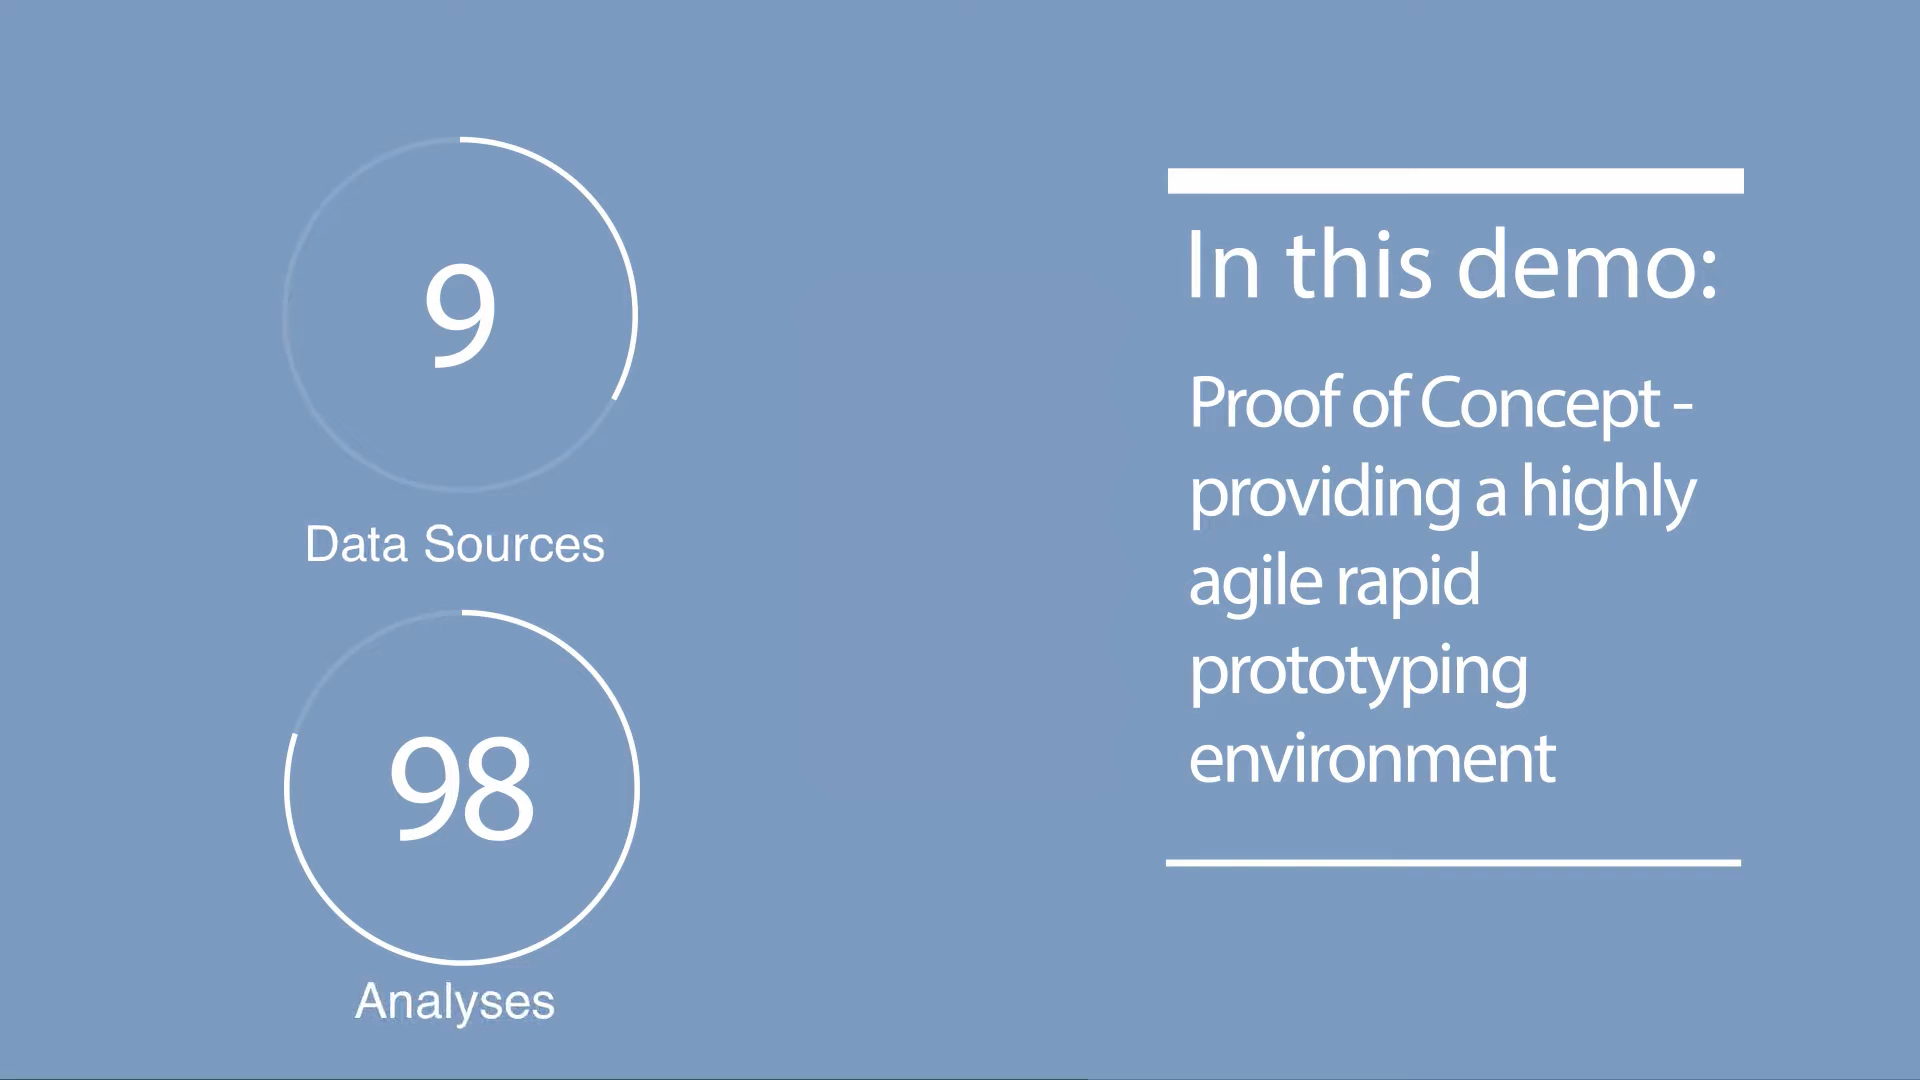 9
Data Sources
98
Analyses
In this demo:
Proof of Concept -
providing a highly
agile rapid
prototyping
environment